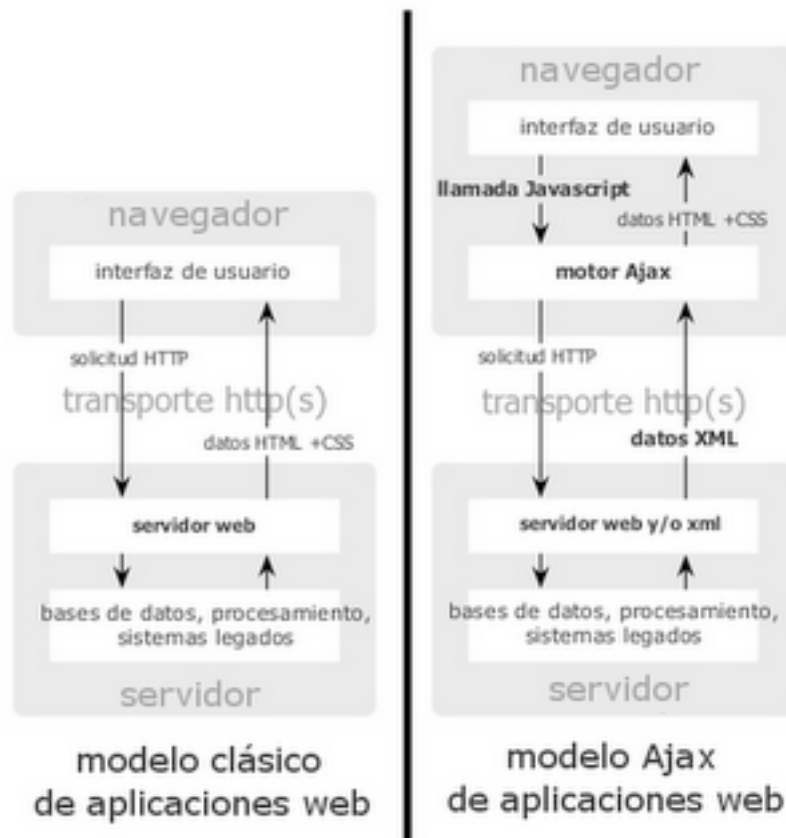 navegador
interfaz de usuario
solicitud HTTP
transporte http(s)
datos HTML +CSS
servidor web
bases de datos, procesamiento,
sistemas legados
servidor
modelo clásico
de aplicaciones web
navegador
interfaz de usuario
llamada Javascript
datos HTML +CSS
motor Ajax
solicitud HTTP
transporte http(s)
datos XML
servidor web y/o xml
bases de datos, procesamiento,
sistemas legados
servidor
modelo Ajax
de aplicaciones web